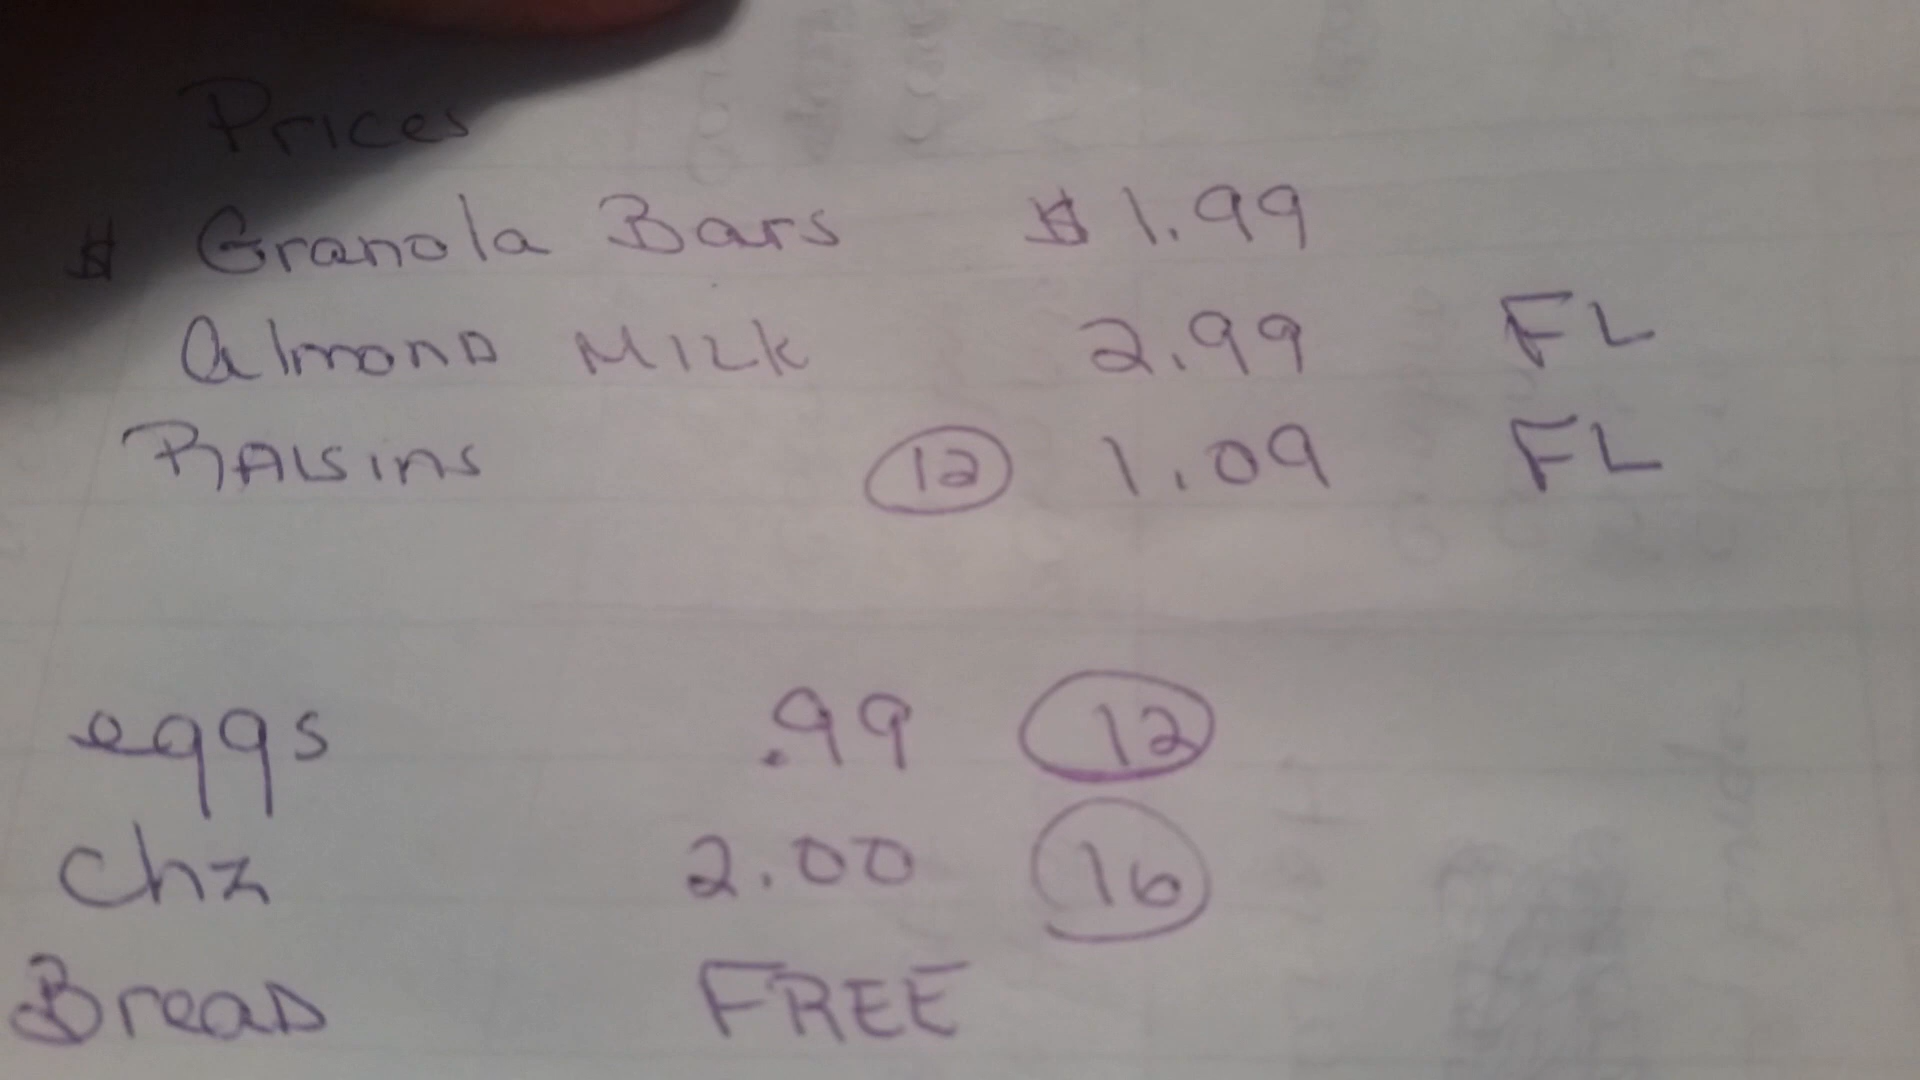 Prices
$ Granola Bars $1.99
Almond Milk 2.99 FL
Raisins 12 1.09 FL
eggs .99 12
Chz 2.00 16
Bread FREE